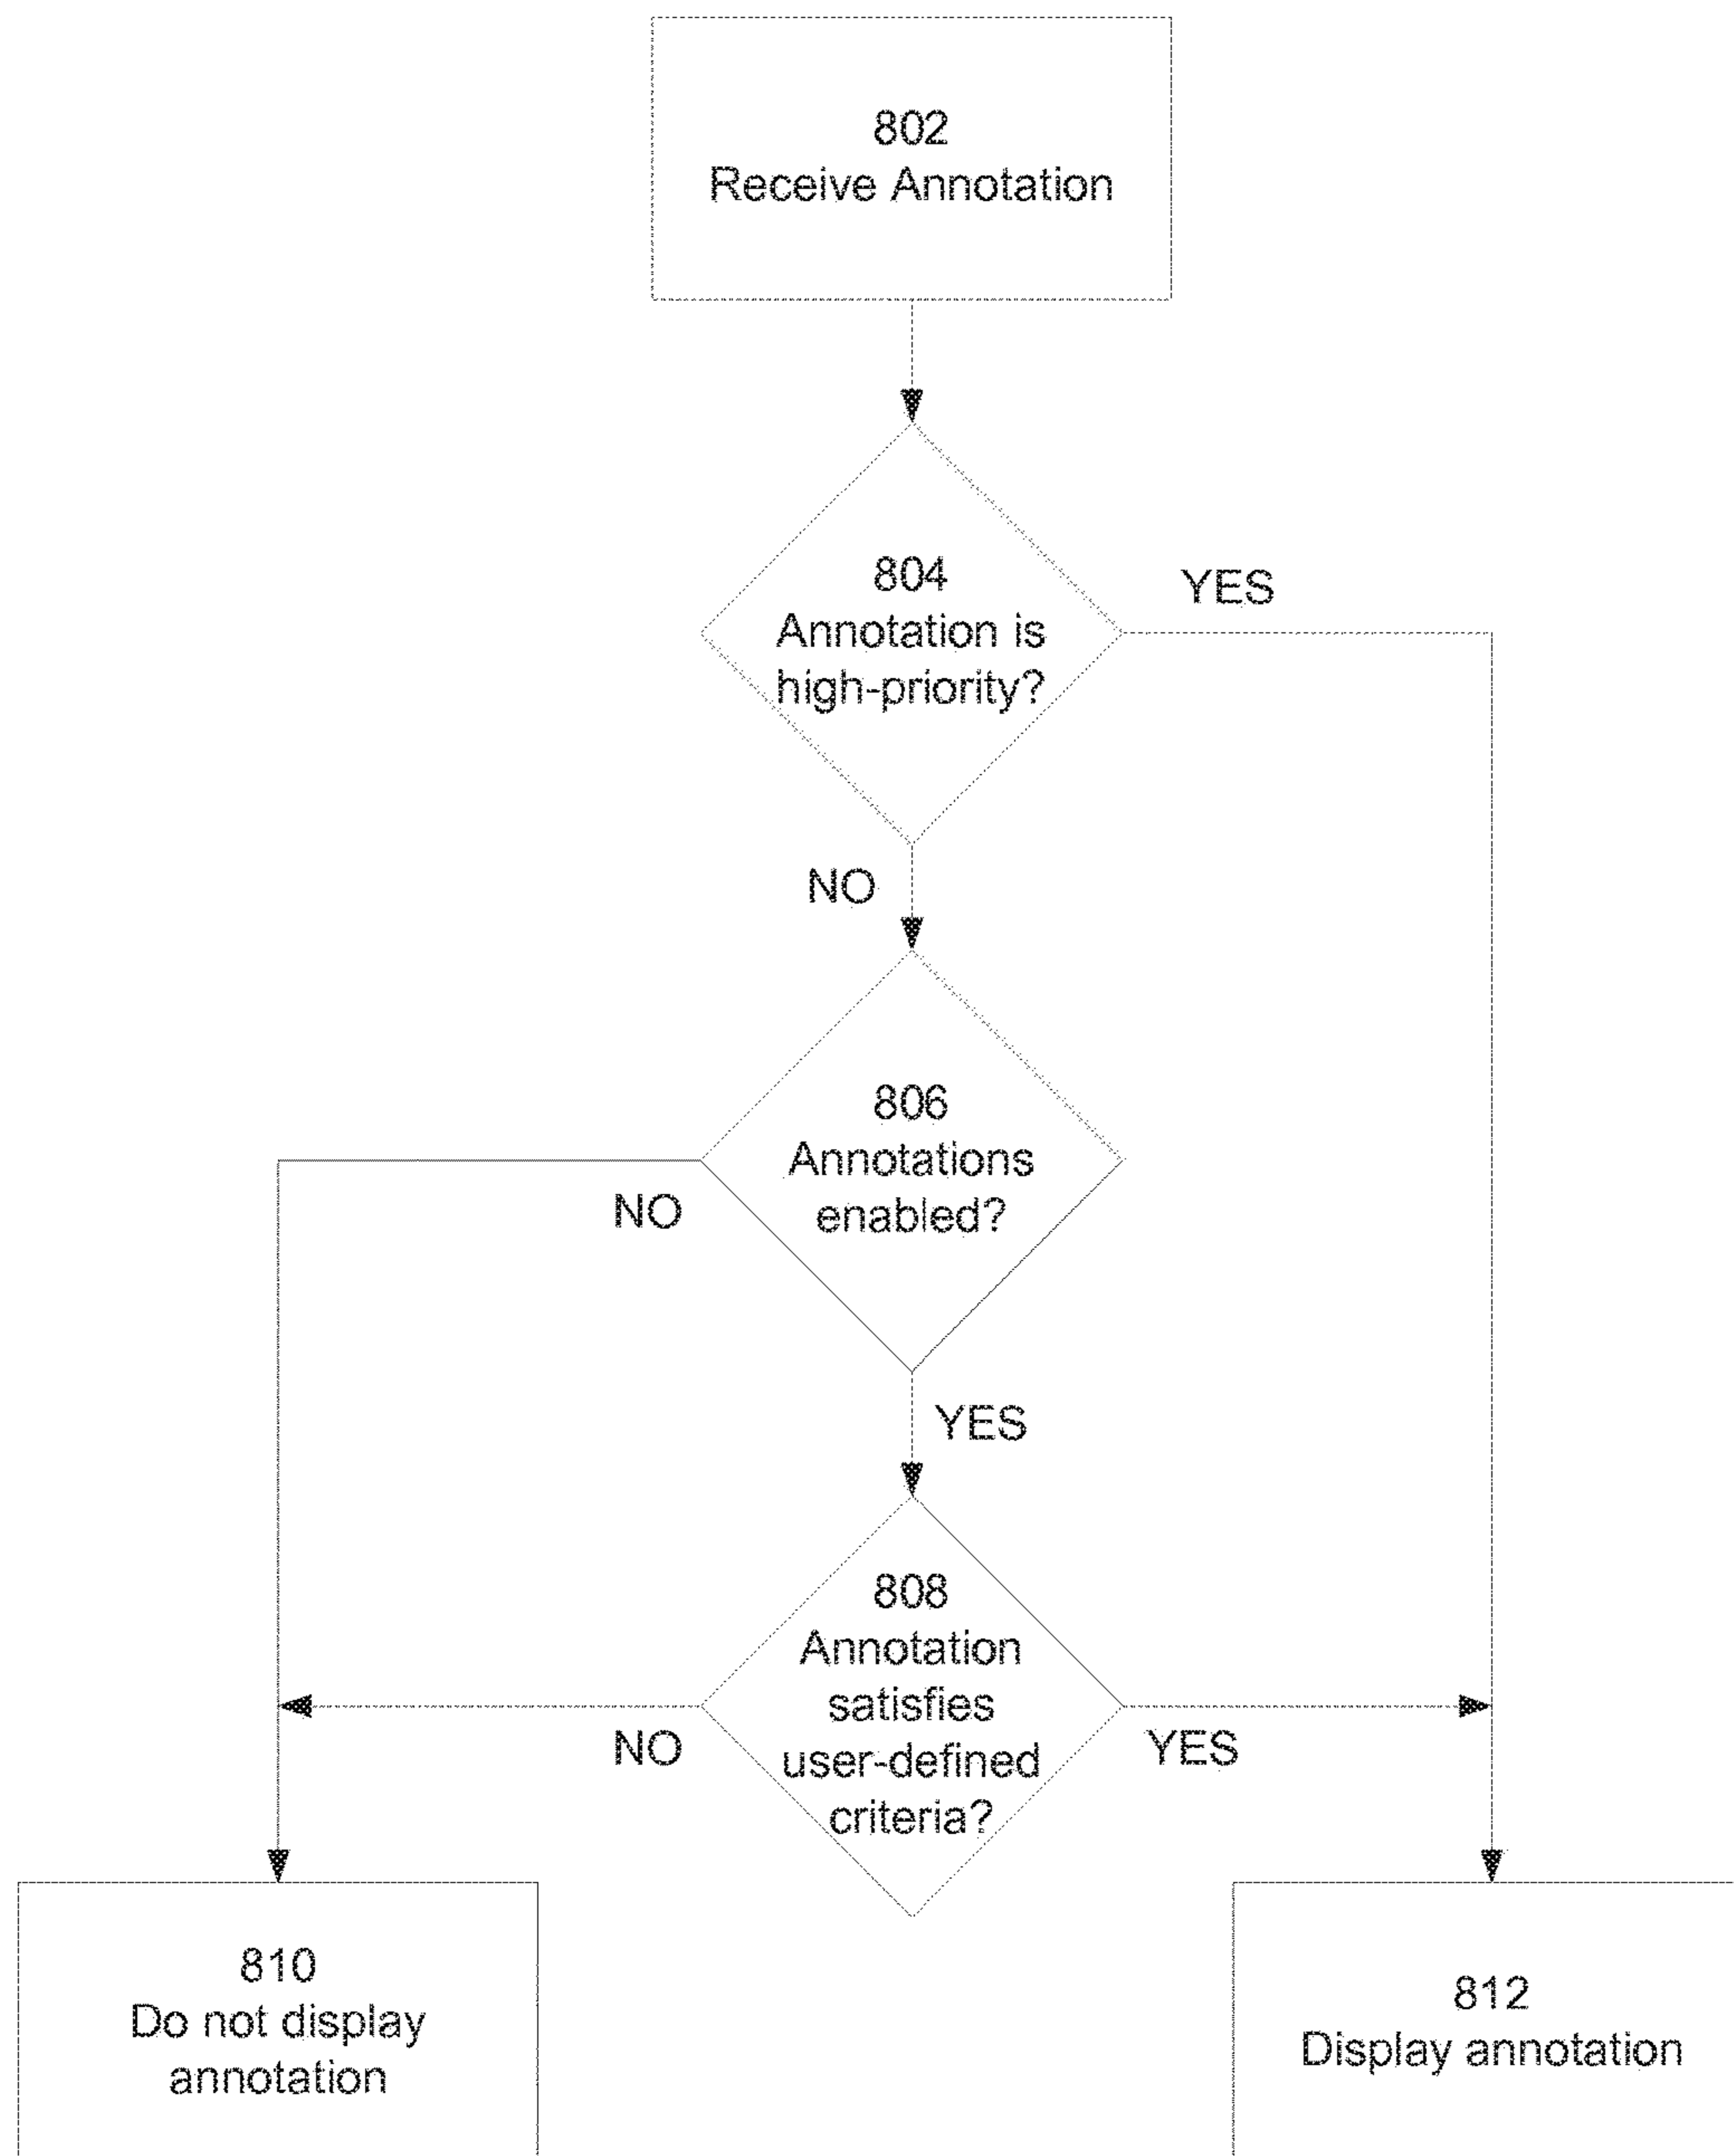 802
Receive Annotation
804
Annotation is
high-priority?
YES
NO
806
Annotations
enabled?
NO
YES
808
Annotation
satisfies
user-defined
criteria?
NO
YES
810
Do not display
annotation
812
Display annotation